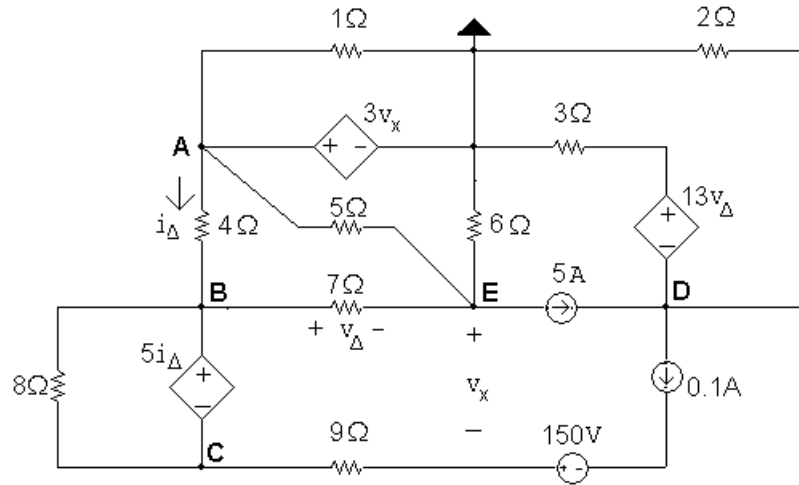 1Ω
2Ω
3vx
3Ω
A
iΔ
4Ω
5Ω
6Ω
13vΔ
+ -
+
-
B
7Ω
E
5A
D
+ vΔ -
+
vx
-
8Ω
5iΔ
+
-
0.1A
C
9Ω
150V
+ -